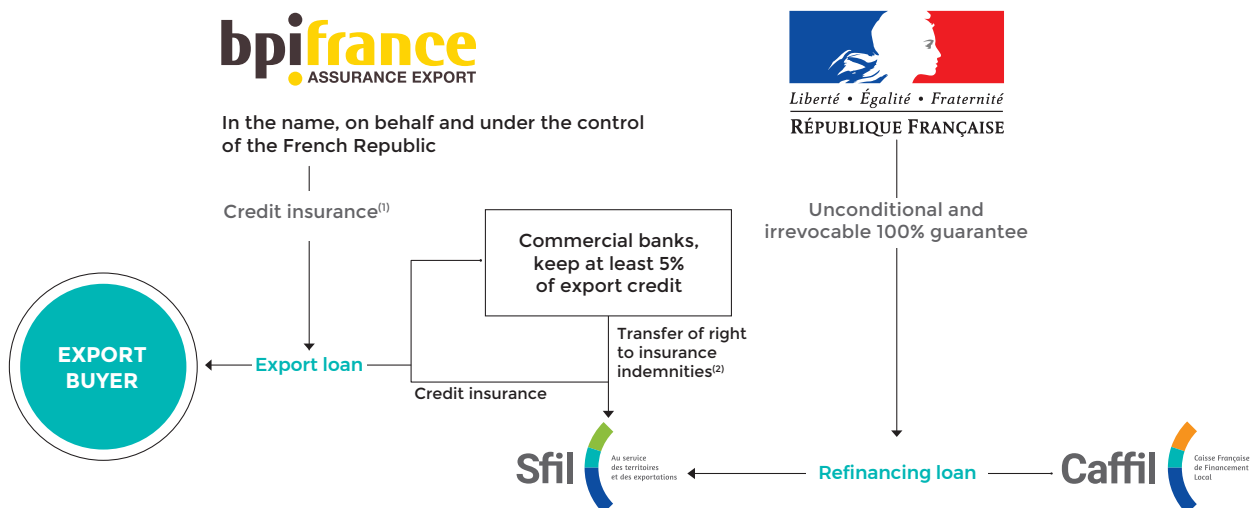 bpifrance
ASSURANCE EXPORT
In the name, on behalf and under the control
of the French Republic
Credit insurance(1)
Liberté • Égalité • Fraternité
RÉPUBLIQUE FRANÇAISE
Unconditional and
irrevocable 100% guarantee
Commercial banks,
keep at least 5%
of export credit
EXPORT
BUYER
Export loan
Transfer of right
to insurance
indemnities(2)
Credit insurance
Sfil
Au service
des territoires
et des exportations
Refinancing loan
Caffil
Caisse Française
de Financement
Local